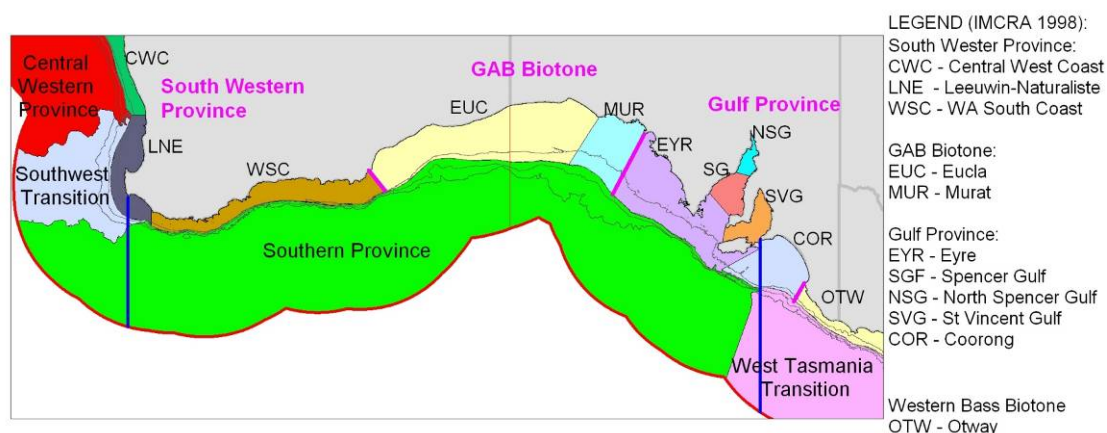 CWC
Central
Western
Province
South Western
Province
GAB Biotone
EUC
MUR
Gulf Province
NSG
EYR
LNE
SG
Southwest
Transition
WSC
SVG
COR
Southern Province
OTW
West Tasmania
Transition
LEGEND (IMCRA 1998):
South Wester Province:
CWC - Central West Coast
LNE - Leeuwin-Naturaliste
WSC - WA South Coast
GAB Biotone:
EUC - Eucla
MUR - Murat
Gulf Province:
EYR - Eyre
SGF - Spencer Gulf
NSG - North Spencer Gulf
SVG - St Vincent Gulf
COR - Coorong
Western Bass Biotone
OTW - Otway